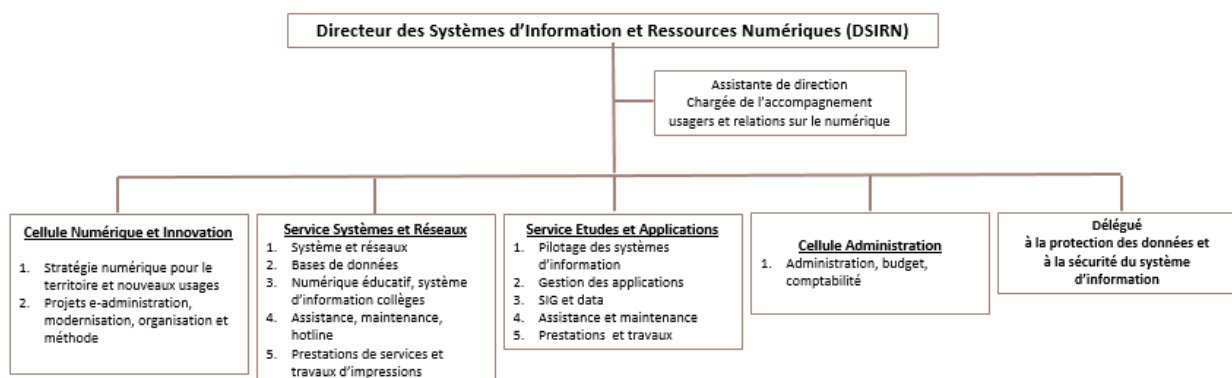 Directeur des Systèmes d'Information et Ressources Numériques (DSIRN)
Assistante de direction
Chargée de l'accompagnement
usagers et relations sur le numérique
Cellule Numérique et Innovation
1. Stratégie numérique pour le
territoire et nouveaux usages
2. Projets e-administration,
modernisation, organisation et
méthode
Service Systèmes et Réseaux
1. Système et réseaux
2. Bases de données
3. Numérique éducatif, système
d'information collèges
4. Assistance, maintenance,
hotline
5. Prestations de services et
travaux d'impressions
Service Etudes et Applications
1. Pilotage des systèmes
d'information
2. Gestion des applications
3. SIG et data
4. Assistance et maintenance
5. Prestations et travaux
Cellule Administration
1. Administration, budget,
comptabilité
Délégué
à la protection des données et
à la sécurité du système
d'information